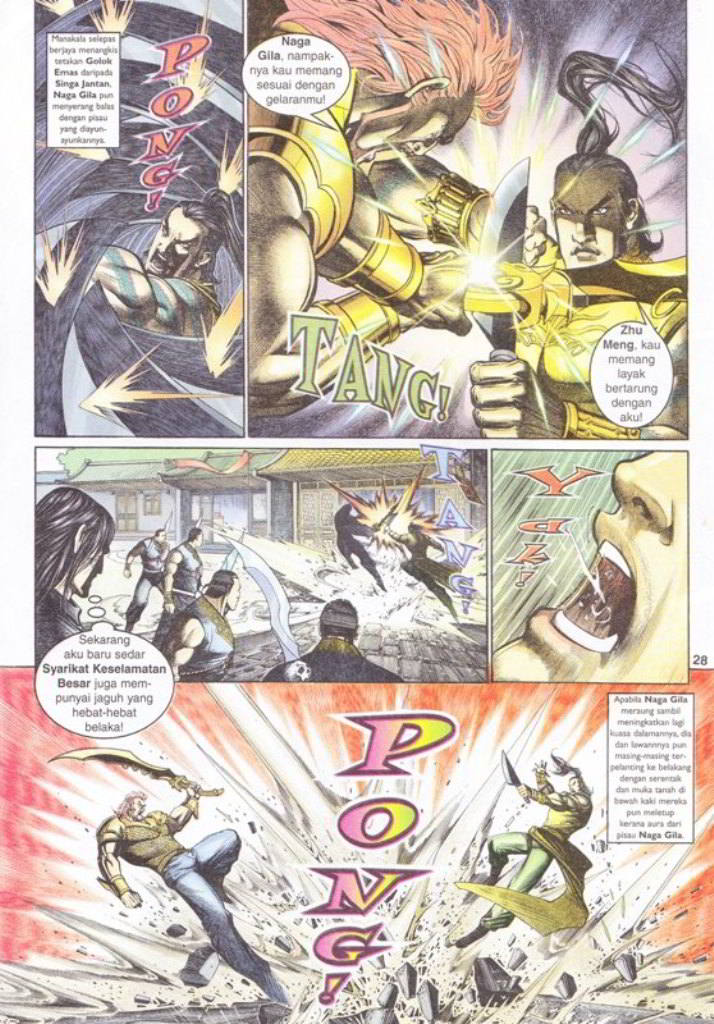 Manakala selepas
berjaya menangkis
tetakan Golok
Emas daripada
Singa Jantan,
Naga Gila pun
menyerang balas
dengan pisau
yang diayun-
ayunkannya.
PONG!
Naga
Gila, nampak-
nya kau memang
sesuai dengan
gelaranmu!
TANG!
Zhu
Meng, kau
memang
layak
bertarung
dengan
aku!
TANG!
Sekarang
aku baru sedar
Syarikat Keselamatan
Besar juga mem-
punyai jaguh yang
hebat-hebat
belaka!
Yah!
28
Apabila Naga Gila
meraung sambil
meningkatkan lagi
kuasa dalamannya, dia
dan lawannnya pun
masing-masing ter-
pelanting ke belakang
dengan serentak
dan muka tanah di
bawah kaki mereka
pun meletup
kerana aura dari
pisau Naga Gila.
PONG!